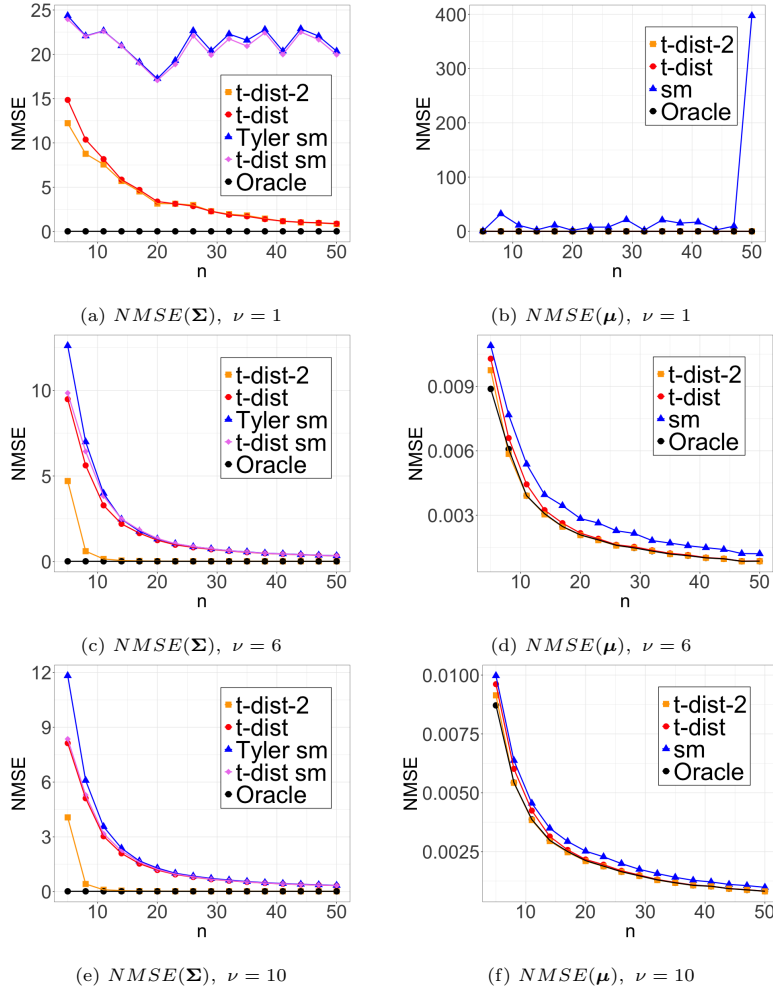 25
20
15
10
5
0
NMSE
10 20 30 40 50
n
t-dist-2
t-dist
Tyler sm
t-dist sm
Oracle
(a) NMSE(Σ), ν = 1
400
300
200
100
0
NMSE
10 20 30 40 50
n
t-dist-2
t-dist
sm
Oracle
(b) NMSE(μ), ν = 1
10
5
0
NMSE
10 20 30 40 50
n
t-dist-2
t-dist
Tyler sm
t-dist sm
Oracle
(c) NMSE(Σ), ν = 6
0.009
0.006
0.003
NMSE
10 20 30 40 50
n
t-dist-2
t-dist
sm
Oracle
(d) NMSE(μ), ν = 6
12
9
6
3
0
NMSE
10 20 30 40 50
n
t-dist-2
t-dist
Tyler sm
t-dist sm
Oracle
(e) NMSE(Σ), ν = 10
0.0100
0.0075
0.0050
0.0025
NMSE
10 20 30 40 50
n
t-dist-2
t-dist
sm
Oracle
(f) NMSE(μ), ν = 10